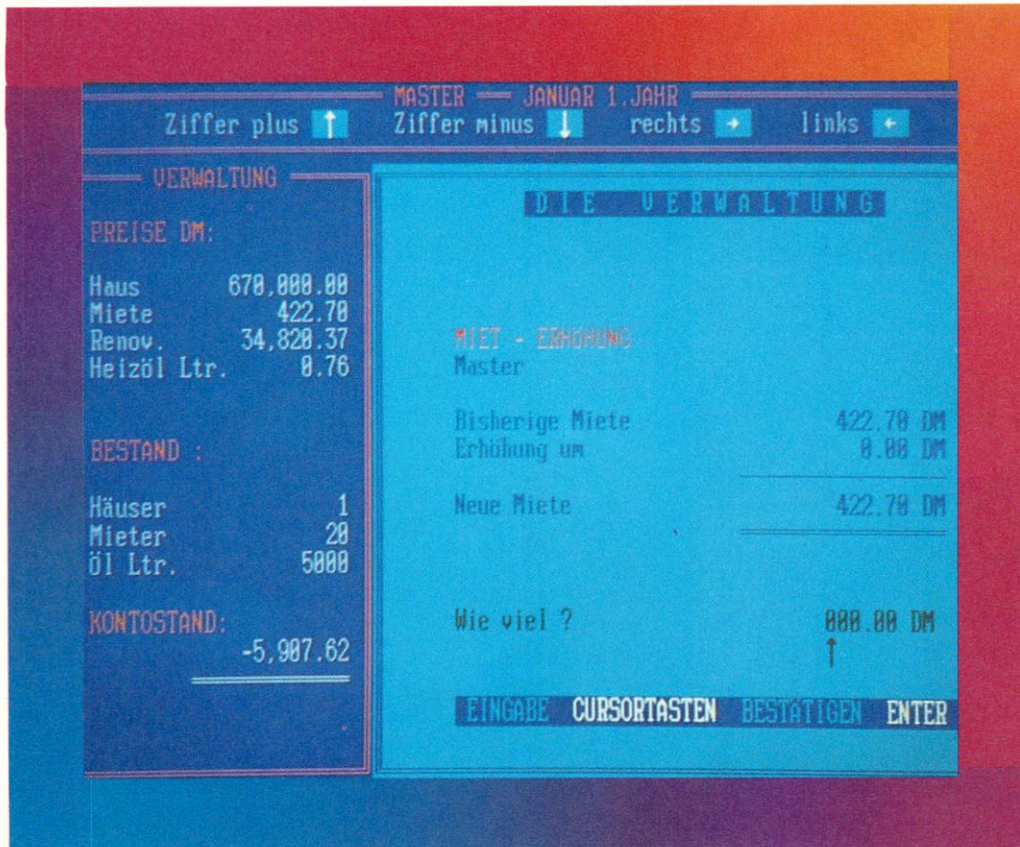 MASTER JANUAR 1.JAHR
Ziffer plus ↑ Ziffer minus ↓ rechts → links ←
VERWALTUNG
PREISE DM:
Haus 670,000.00
Miete 422.70
Renov. 34,820.37
Heizöl Ltr. 0.76
BESTAND :
Häuser 1
Mieter 20
Öl Ltr. 5000
KONTOSTAND:
-5,907.62
DIE VERWALTUNG
MIET - ERHÖHUNG
Master
Bisherige Miete 422.70 DM
Erhöhung um 0.00 DM
Neue Miete 422.70 DM
Wie viel ? 000.00 DM
↑
EINGABE CURSORTASTEN BESTÄTIGEN ENTER